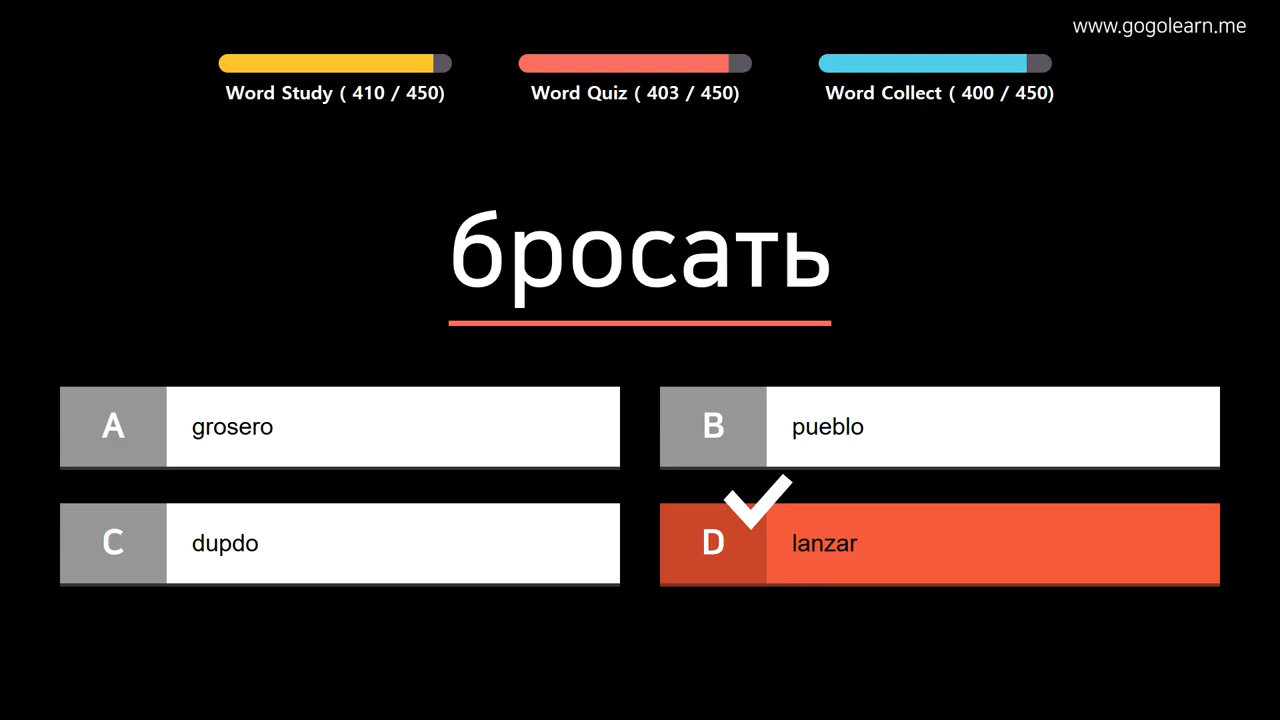 www.gogolearn.me
Word Study ( 410 / 450)
Word Quiz ( 403 / 450)
Word Collect ( 400 / 450)
бросать
A grosero
B pueblo
C dupdo
D lanzar